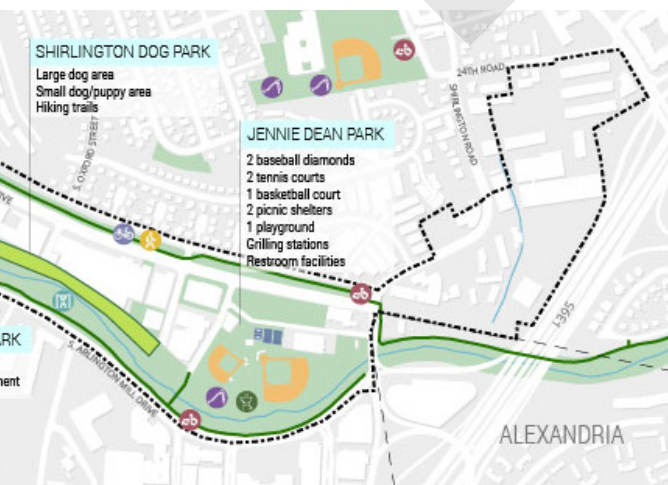 SHIRLINGTON DOG PARK
Large dog area
Small dog/puppy area
Hiking trails
S. OXFORD STREET
24TH ROAD
SHIRLINGTON ROAD
JENNIE DEAN PARK
2 baseball diamonds
2 tennis courts
1 basketball court
2 picnic shelters
1 playground
Grilling stations
Restroom facilities
I-395
S. ARLINGTON MILL DRIVE
ALEXANDRIA